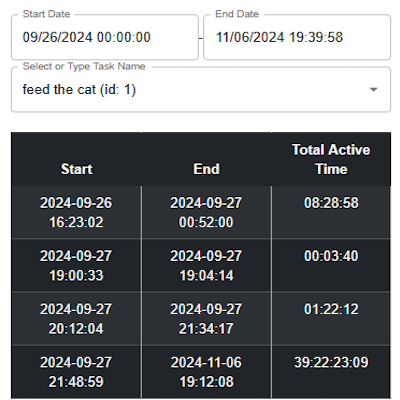 Start Date
End Date
09/26/2024 00:00:00 - 11/06/2024 19:39:58
Select or Type Task Name
feed the cat (id: 1)
Start End Total Active Time
2024-09-26 16:23:02 2024-09-27 00:52:00 08:28:58
2024-09-27 19:00:33 2024-09-27 19:04:14 00:03:40
2024-09-27 20:12:04 2024-09-27 21:34:17 01:22:12
2024-09-27 21:48:59 2024-11-06 19:12:08 39:22:23:09